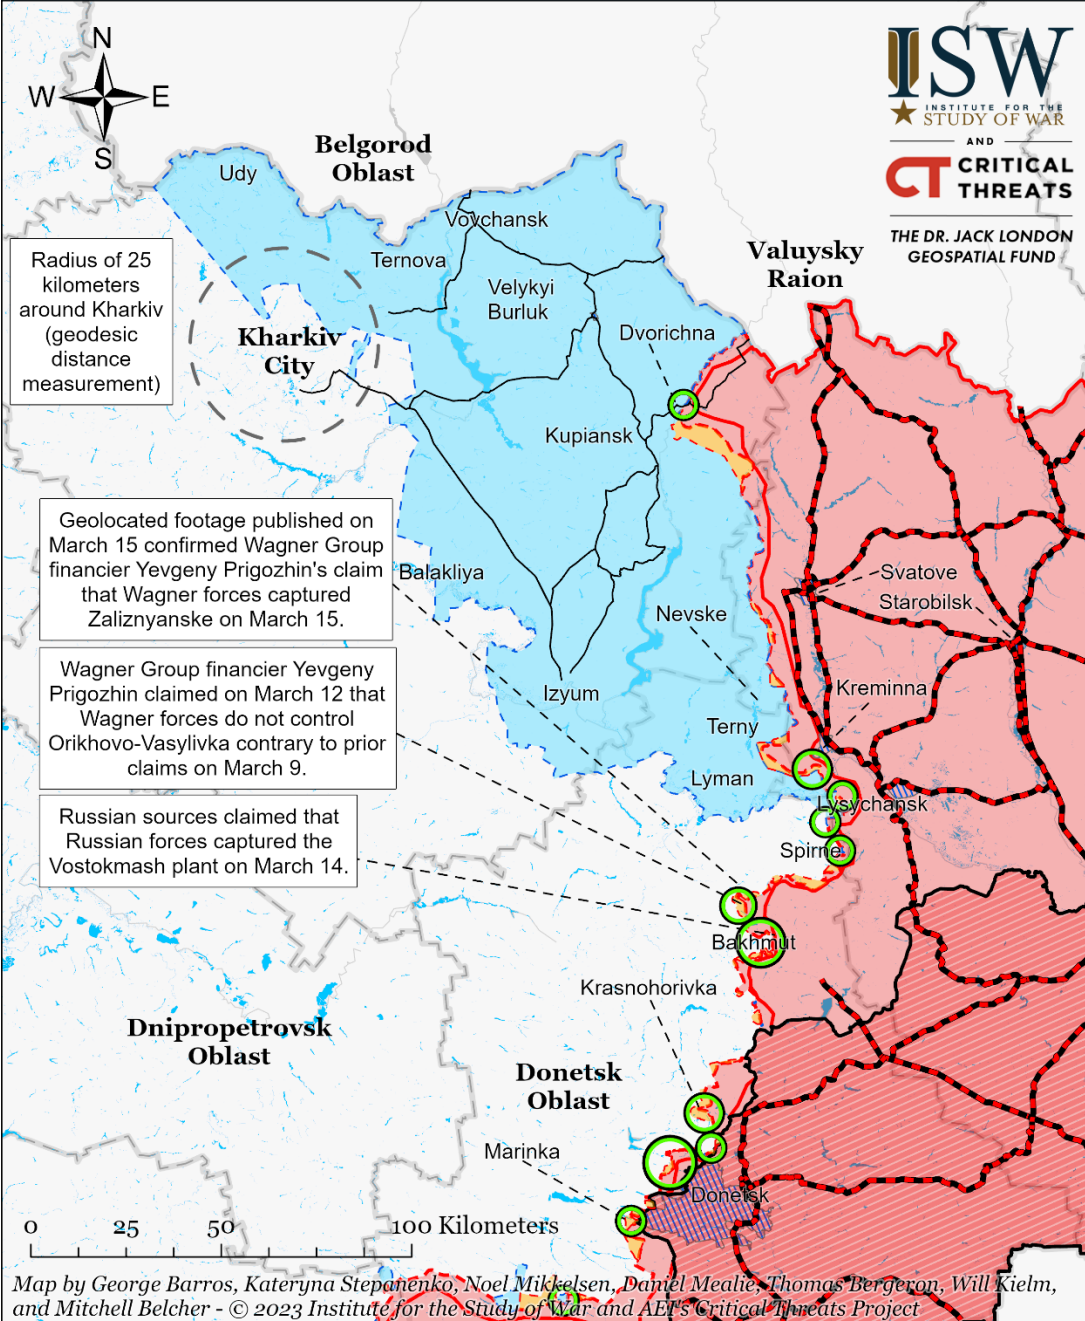 N
W E
S
ISW
INSTITUTE FOR THE
STUDY OF WAR
AND
CT CRITICAL
THREATS
THE DR. JACK LONDON
GEOSPATIAL FUND
Belgorod
Oblast
Udy
Vovchansk
Ternova
Valuysky
Raion
Radius of 25
kilometers
around Kharkiv
(geodesic
distance
measurement)
Velykyi
Burluk
Kharkiv
City
Dvorichna
Kupiansk
Geolocated footage published on
March 15 confirmed Wagner Group
financier Yevgeny Prigozhin's claim
that Wagner forces captured
Zaliznyanske on March 15.
Balakliya
Svatove
Starobilsk
Nevske
Wagner Group financier Yevgeny
Prigozhin claimed on March 12 that
Wagner forces do not control
Orikhovo-Vasylivka contrary to prior
claims on March 9.
Izyum
Kreminna
Terny
Lyman
Lysychansk
Russian sources claimed that
Russian forces captured the
Vostokmash plant on March 14.
Spirne
Bakhmut
Krasnohorivka
Dnipropetrovsk
Oblast
Donetsk
Oblast
Marinka
Donetsk
0 25 50 100 Kilometers
Map by George Barros, Kateryna Stepanenko, Noel Mikkelsen, Daniel Mealie, Thomas Bergeron, Will Kielm,
and Mitchell Belcher - © 2023 Institute for the Study of War and AEI's Critical Threats Project